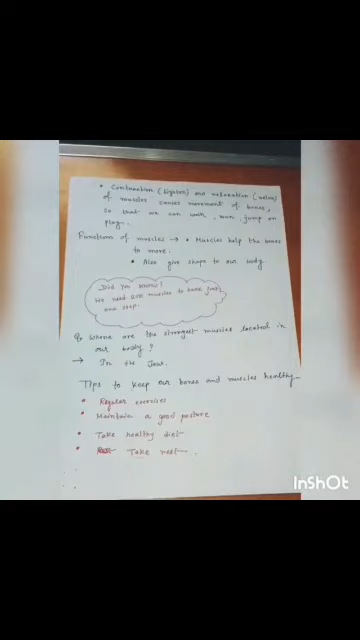 • Contraction (tighten) and relaxation (relax)
of muscles causes movement of bones,
so that we can walk, run, jump or
play.
Function of muscles → • Muscles help the bones
to move.
• Also give shape to our body
Did you know!
We need 200 muscles to take just
one step.
Q. Where are the strongest muscles located in
our body?
→ In the Jaw.
Tips to keep our bones and muscles healthy
• Regular exercises
• Maintain a good posture
• Take healthy diet
• Take rest.
InShOt